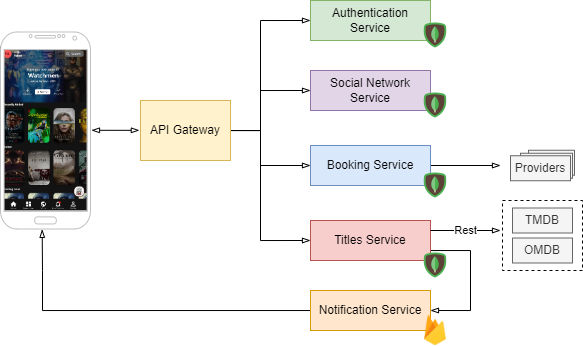 Watchmen
API Gateway
Authentication
Service
Social Network
Service
Booking Service
Providers
Titles Service
Rest
TMDB
OMDB
Notification Service